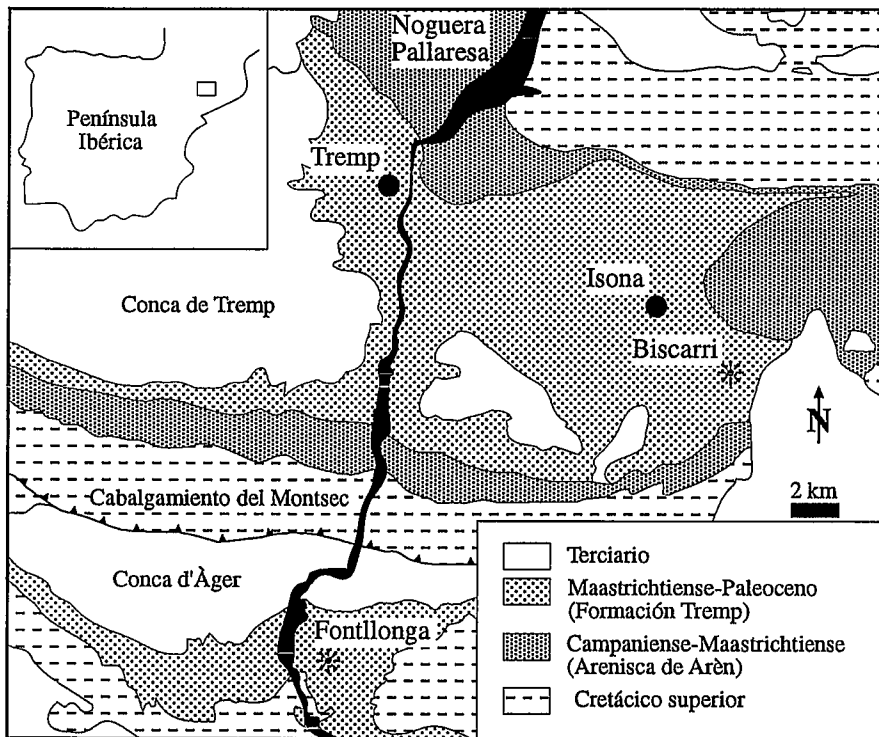 Península
Ibérica
Noguera
Pallaresa
Tremp
Conca de Tremp
Isona
Biscarri
N
2 km
Cabalgamiento del Montsec
Conca d'Àger
Fontllonga
Terciario
Maastrichtiense-Paleoceno
(Formación Tremp)
Campaniense-Maastrichtiense
(Arenisca de Arèn)
Cretácico superior